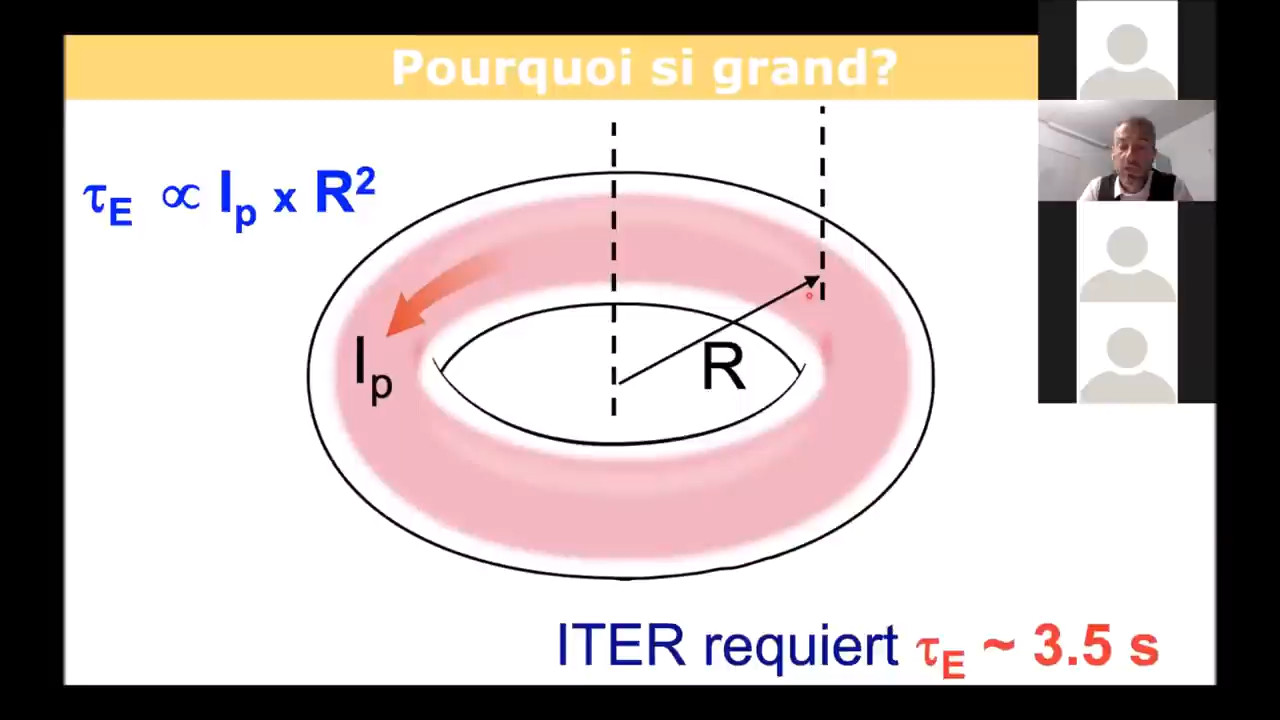 Pourquoi si grand?
τE ∝ Ip x R²
Ip
R
ITER requiert τE ~ 3.5 s